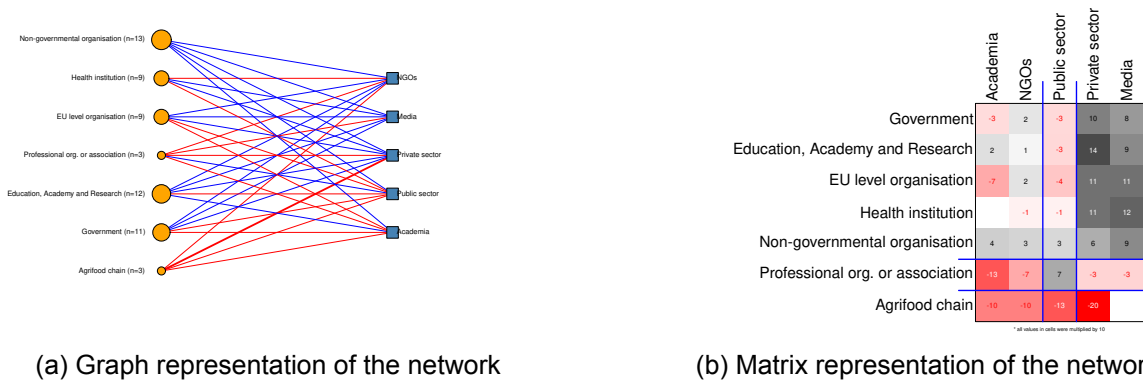 Non-governmental organisation (n=13)
Health institution (n=9)
EU level organisation (n=9)
Professional org. or association (n=3)
Education, Academy and Research (n=12)
Government (n=11)
Agrifood chain (n=3)
NGOs
Media
Private sector
Public sector
Academia
(a) Graph representation of the network
Academia NGOs Public sector Private sector Media
Government -3 2 -3 10 8
Education, Academy and Research 2 1 -3 14 9
EU level organisation -7 2 -4 11 11
Health institution -1 -1 11 12
Non-governmental organisation 4 3 3 6 9
Professional org. or association -13 -7 7 -3 -3
Agrifood chain -10 -10 -13 -20
* all values in cells were multiplied by 10
(b) Matrix representation of the networ